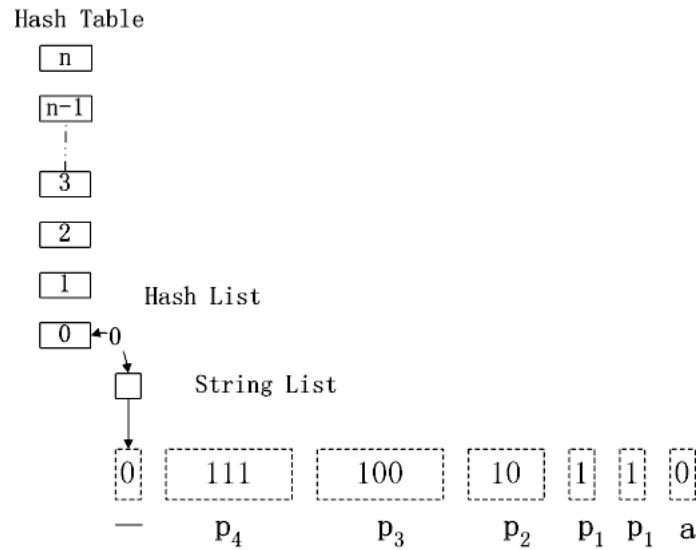 Hash Table
n
n-1
3
2
1
Hash List
0 0
String List
0 111 100 10 1 1 0
— p₄ p₃ p₂ p₁ p₁ a